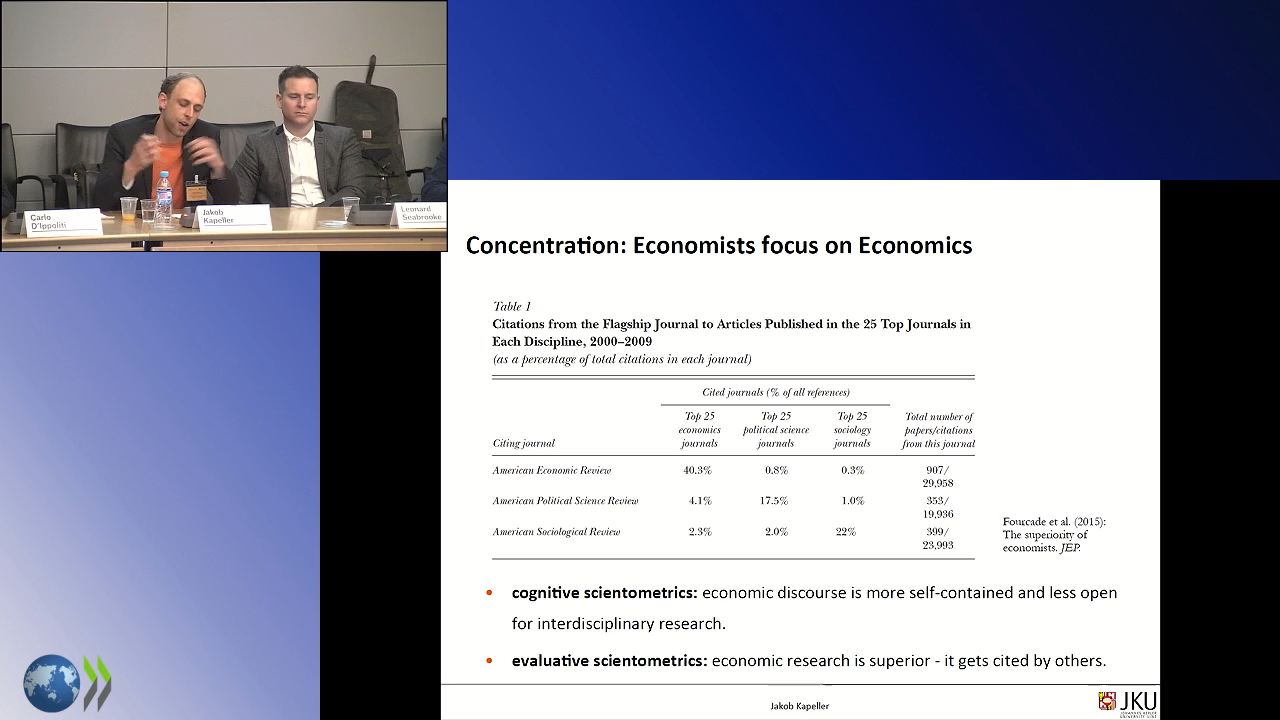 Carlo
D'Ippoliti
Jakob
Kapeller
Leonard
Seabrooke
Concentration: Economists focus on Economics
Table 1
Citations from the Flagship Journal to Articles Published in the 25 Top Journals in
Each Discipline, 2000–2009
(as a percentage of total citations in each journal)
Cited journals (% of all references)
Citing journal
Top 25
economics
journals
Top 25
political science
journals
Top 25
sociology
journals
Total number of
papers/citations
from this journal
American Economic Review 40.3% 0.8% 0.3% 907/
29,958
American Political Science Review 4.1% 17.5% 1.0% 353/
19,936
American Sociological Review 2.3% 2.0% 22% 399/
23,993
Fourcade et al. (2015):
The superiority of
economists. JEP.
• cognitive scientometrics: economic discourse is more self-contained and less open
for interdisciplinary research.
• evaluative scientometrics: economic research is superior - it gets cited by others.
Jakob Kapeller
JKU